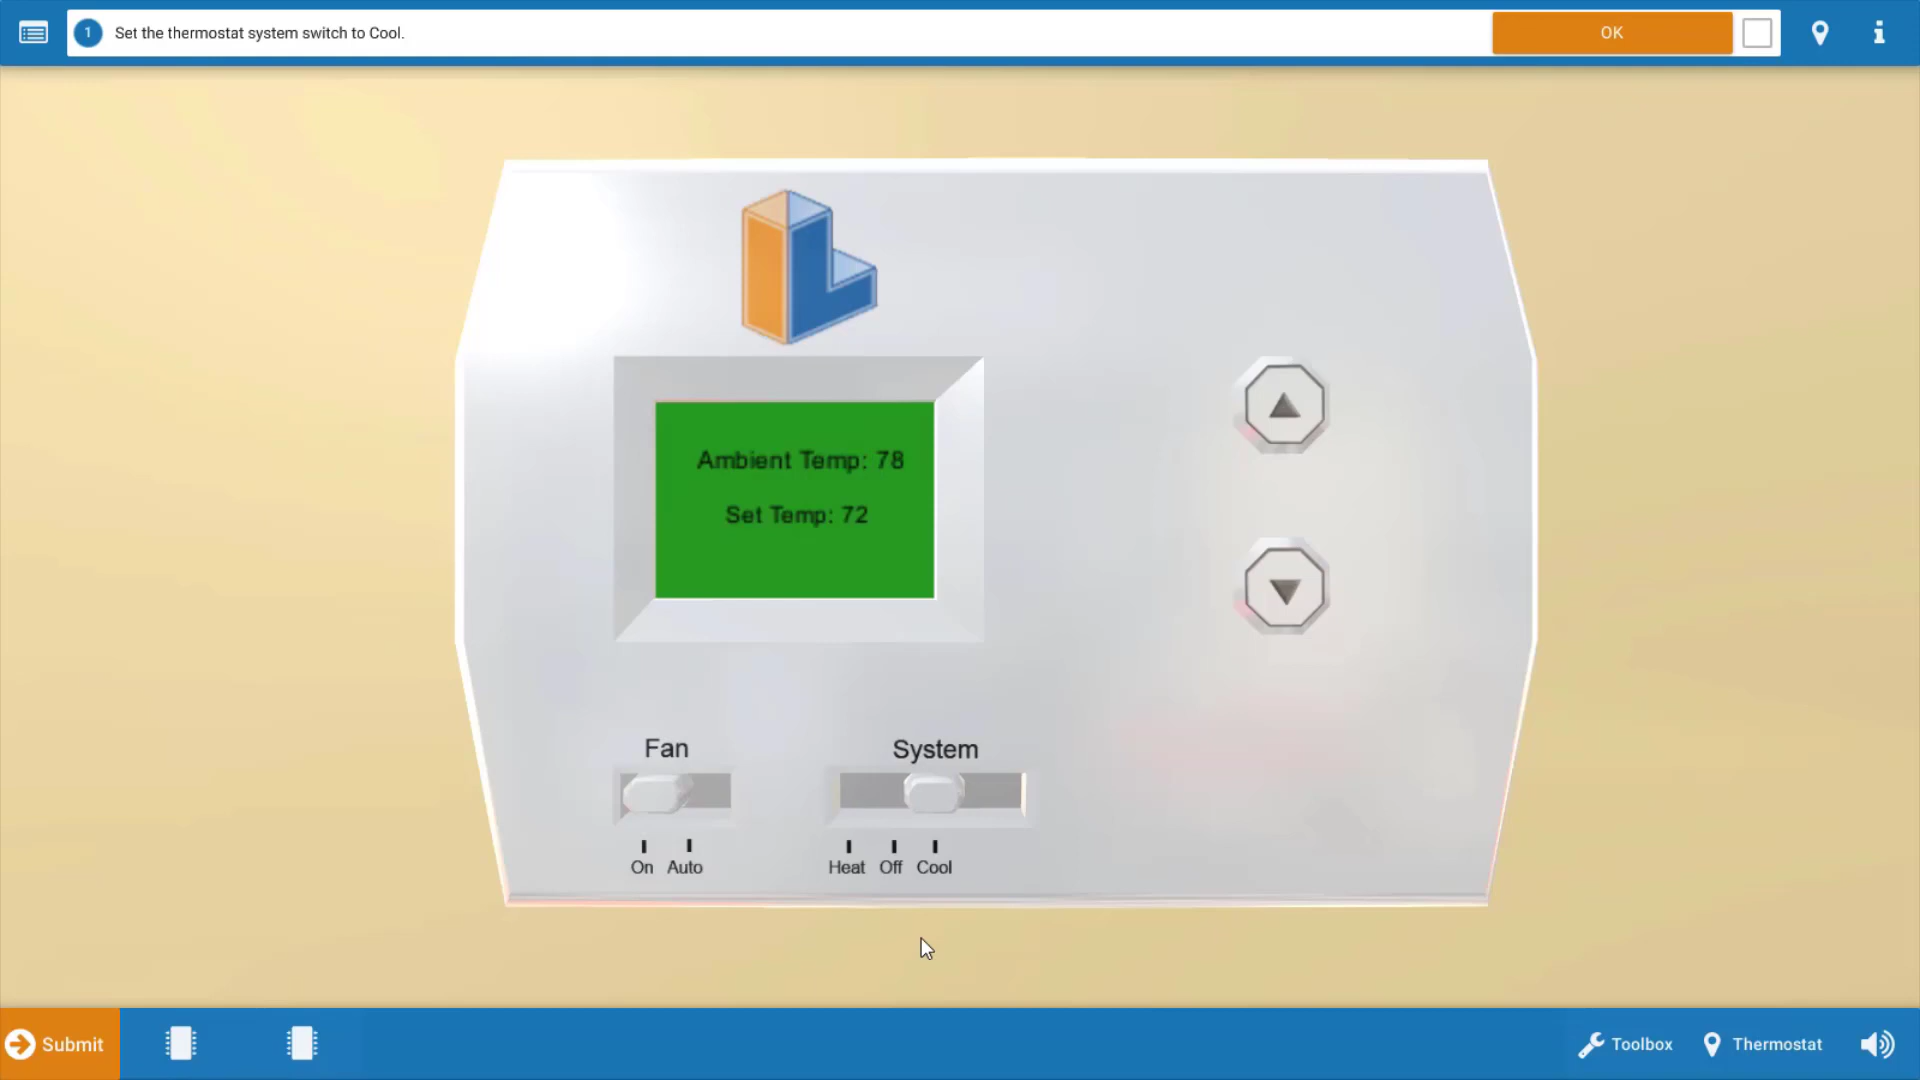 1 Set the thermostat system switch to Cool.
OK
Ambient Temp: 78
Set Temp: 72
Fan
System
On Auto
Heat Off Cool
Submit
Toolbox
Thermostat